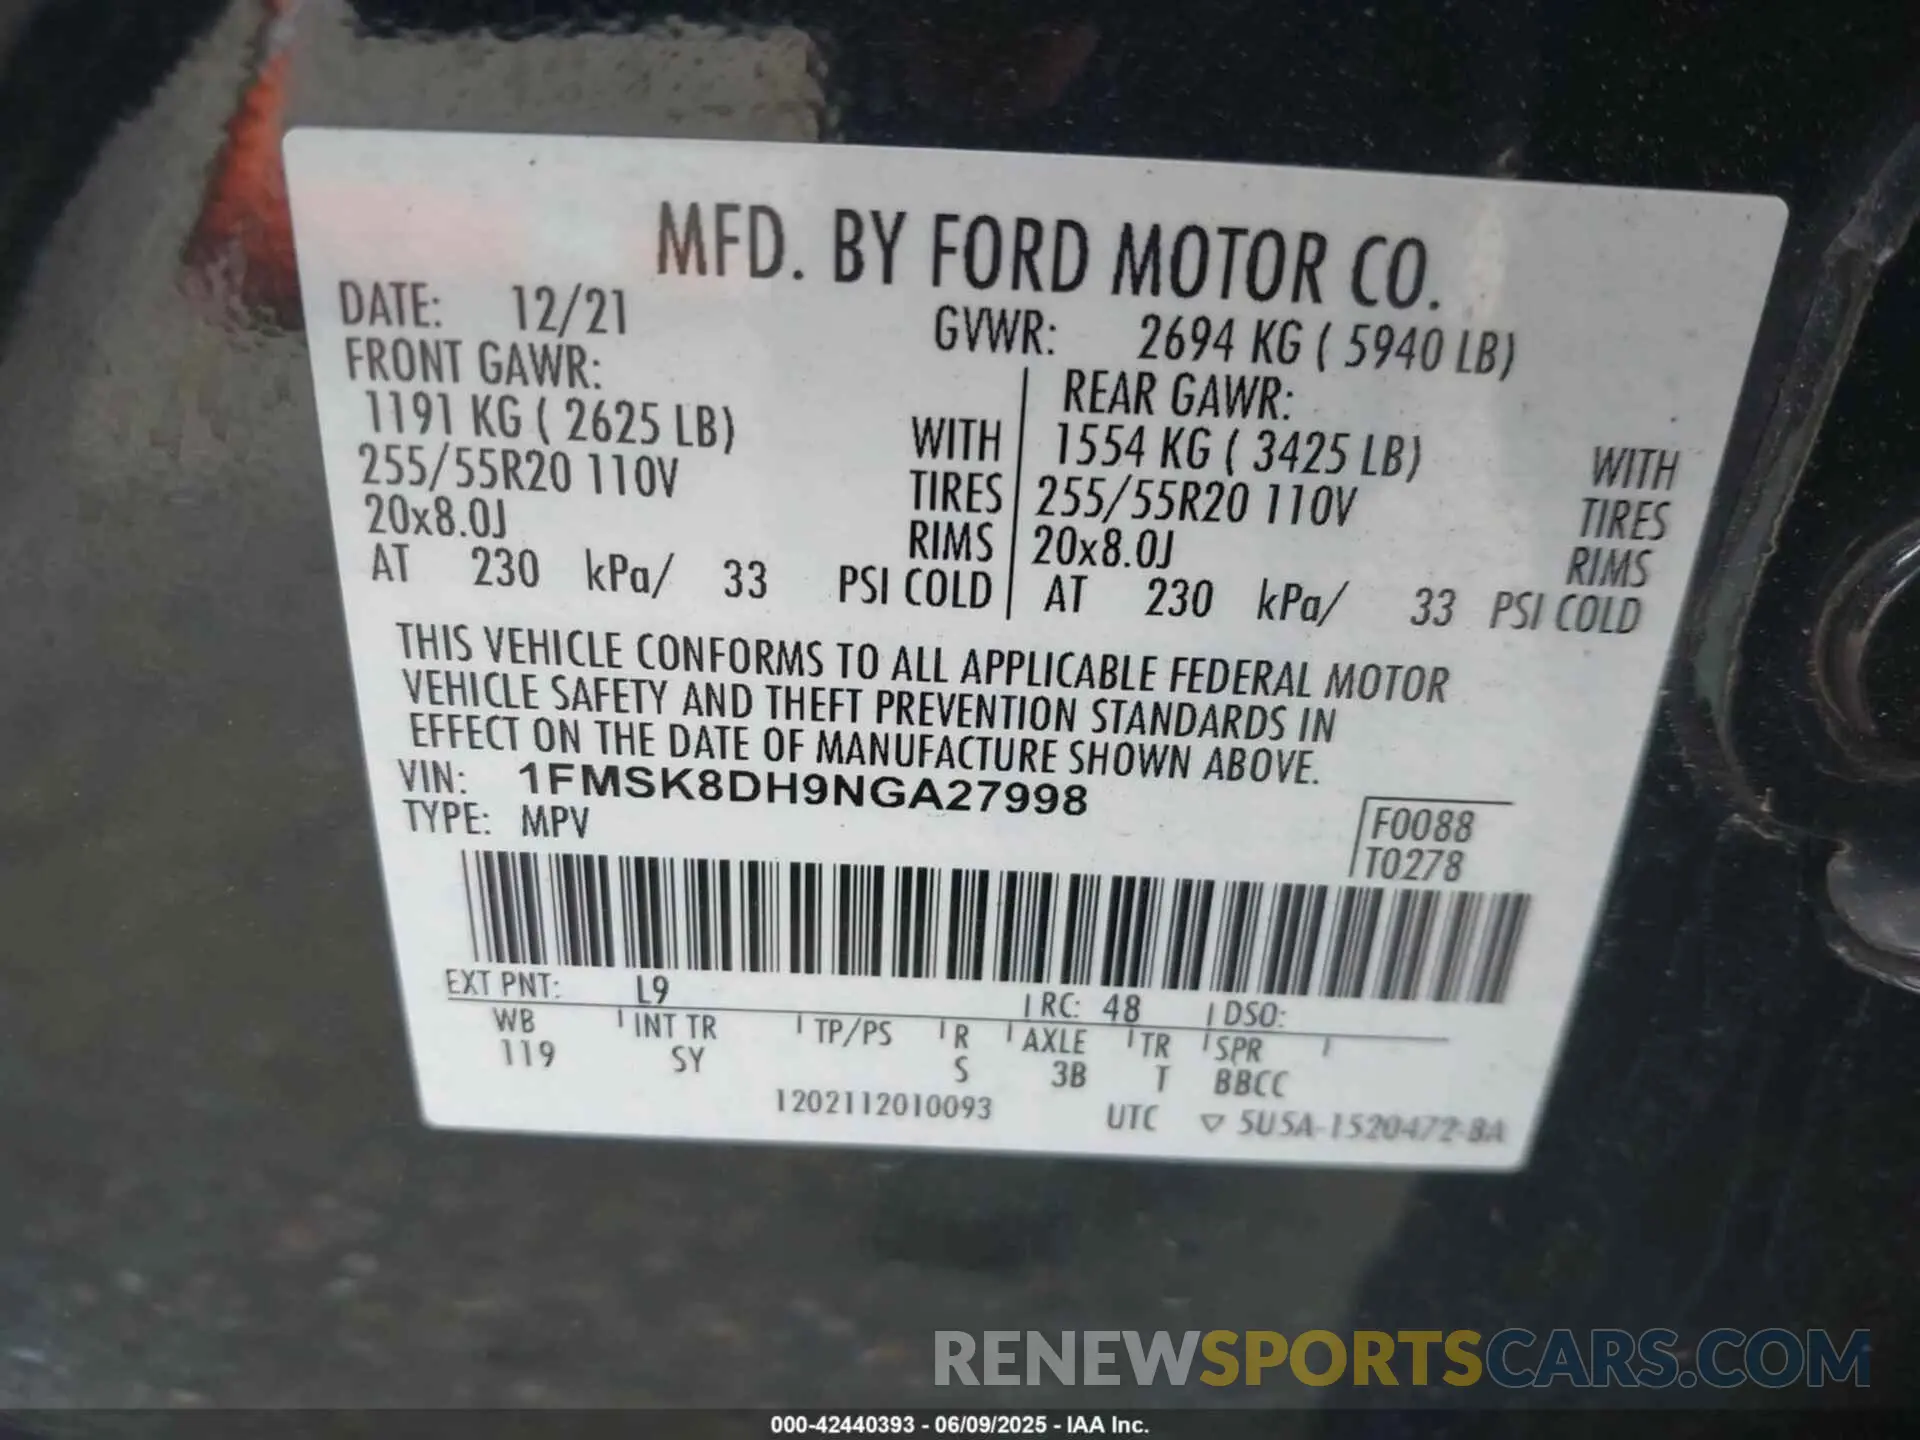 MFD. BY FORD MOTOR CO.
DATE: 12/21 GVWR: 2694 KG ( 5940 LB)
FRONT GAWR: REAR GAWR:
1191 KG ( 2625 LB) WITH 1554 KG ( 3425 LB) WITH
255/55R20 110V TIRES 255/55R20 110V TIRES
20x8.0J RIMS 20x8.0J RIMS
AT 230 kPa/ 33 PSI COLD AT 230 kPa/ 33 PSI COLD
THIS VEHICLE CONFORMS TO ALL APPLICABLE FEDERAL MOTOR
VEHICLE SAFETY AND THEFT PREVENTION STANDARDS IN
EFFECT ON THE DATE OF MANUFACTURE SHOWN ABOVE.
VIN: 1FMSK8DH9NGA27998
TYPE: MPV F0088
T0278
EXT PNT: L9 RC: 48 DSO:
WB INT TR TP/PS R AXLE TR SPR
119 SY S 3B T BBCC
1202112010093 UTC ▽ 5U5A-1520472-BA
RENEWSPORTSCARS.COM
000-42440393 - 06/09/2025 - IAA Inc.